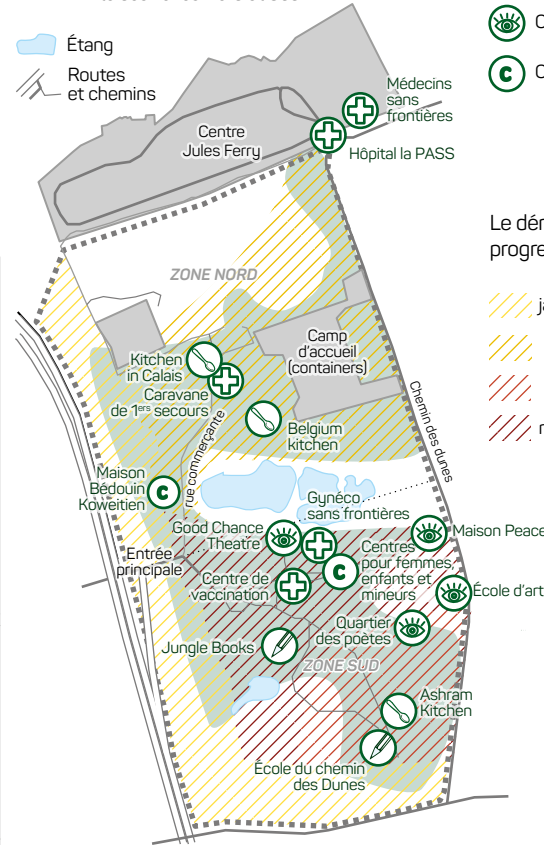 Étang
Routes
et chemins
C
C
C
Le dé
progre
j
Médecins
sans
frontières
Centre
Jules Ferry
Hôpital la PASS
ZONE NORD
Camp
d'accueil
(containers)
Kitchen
in Calais
Caravane
de 1ers secours
Belgium
kitchen
rue commerçante
Chemin des dunes
Maison
Bédouin
Koweitien
C
Gynéco
sans frontières
Good Chance
Theatre
Maison Peace
Entrée
principale
Centres
pour femmes,
enfants et
mineurs
C
Centre de
vaccination
École d'art
Quartier
des poètes
Jungle Books
ZONE SUD
Ashram
Kitchen
École du chemin
des Dunes